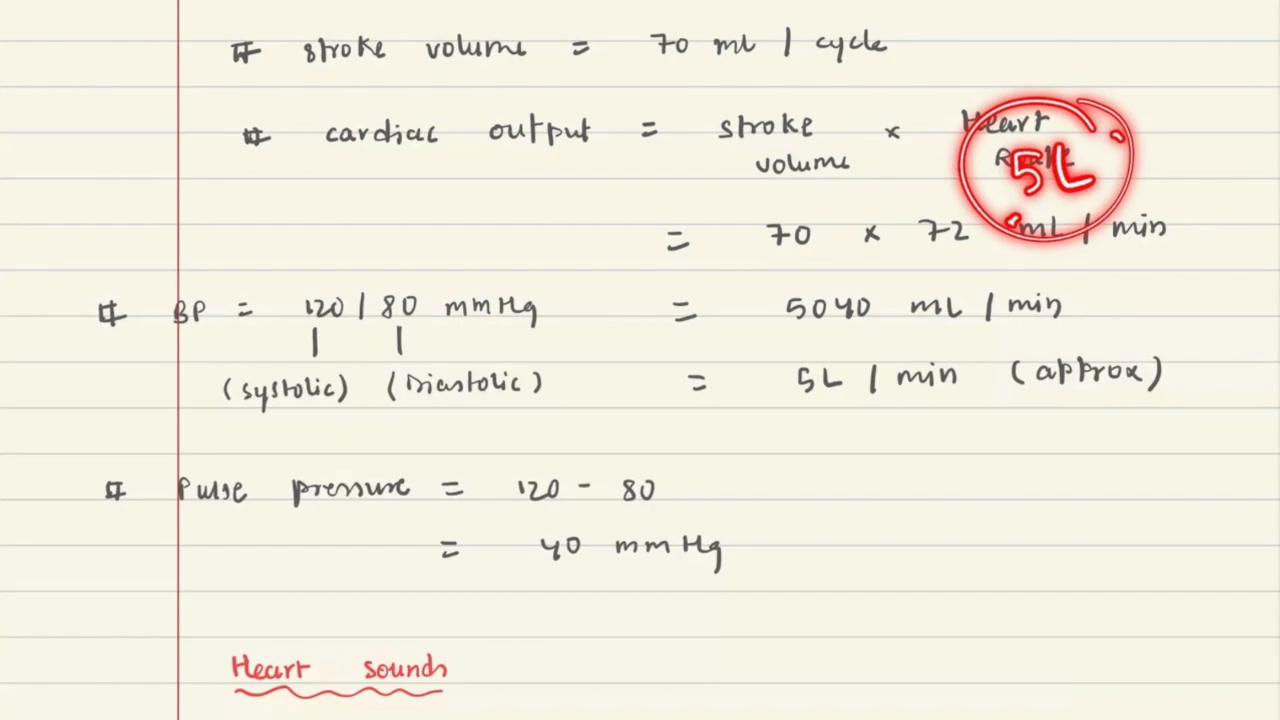 # stroke volume = 70 ml / cycle
# cardiac output = stroke volume × Heart Rate
5L
= 70 × 72 mL / min
# BP = 120 / 80 mmHg
(systolic) (Diastolic)
= 5040 mL / min
= 5L / min (approx)
# Pulse pressure = 120 - 80
= 40 mmHg
Heart sounds